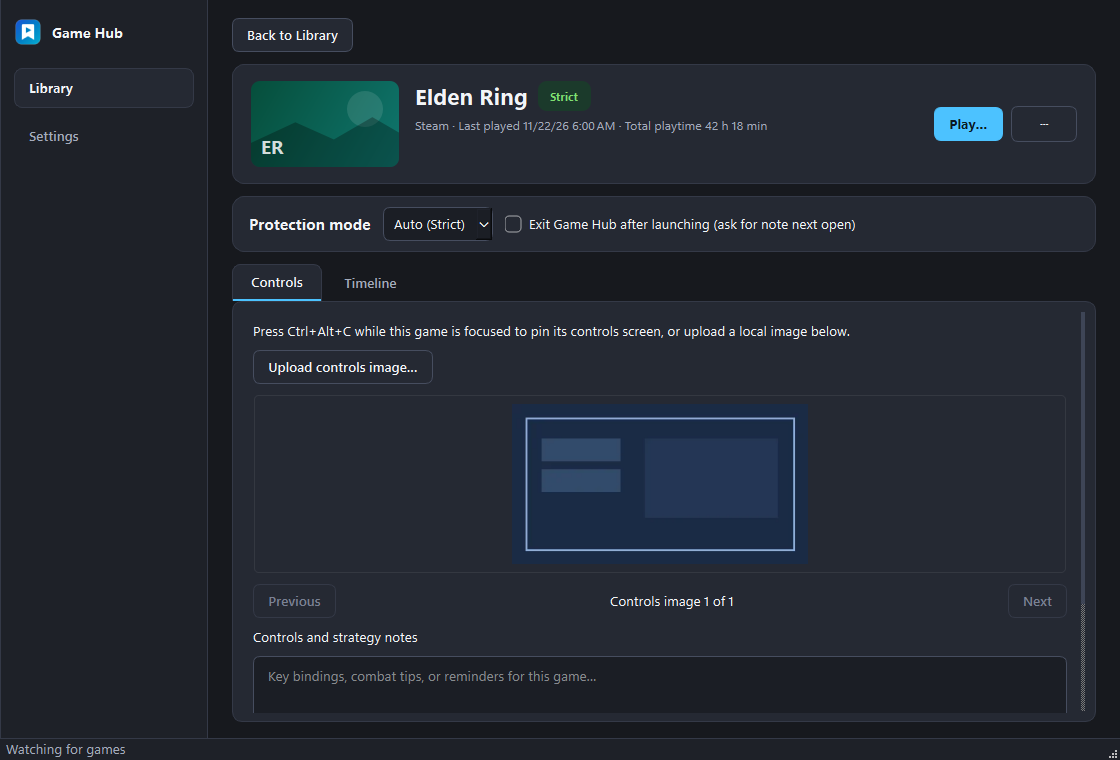 Game Hub
Library
Settings
Back to Library
ER
Elden Ring
Strict
Steam · Last played 11/22/26 6:00 AM · Total playtime 42 h 18 min
Play...
Protection mode
Auto (Strict)
Exit Game Hub after launching (ask for note next open)
Controls
Timeline
Press Ctrl+Alt+C while this game is focused to pin its controls screen, or upload a local image below.
Upload controls image...
Previous
Controls image 1 of 1
Next
Controls and strategy notes
Key bindings, combat tips, or reminders for this game...
Watching for games